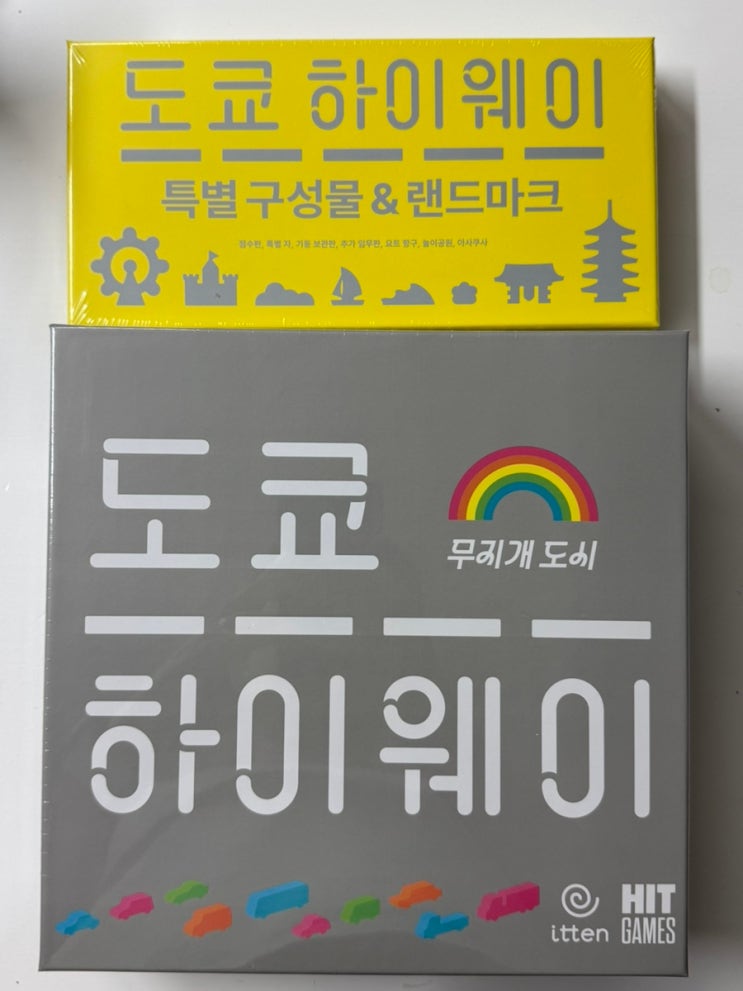 도쿄 하이웨이
특별 구성물 & 랜드마크
점수판, 특별 자, 기둥 보관판, 추가 임무판, 요트 항구, 놀이공원, 아사쿠사
도쿄
무지개 도시
하이웨이
itten
HIT
GAMES